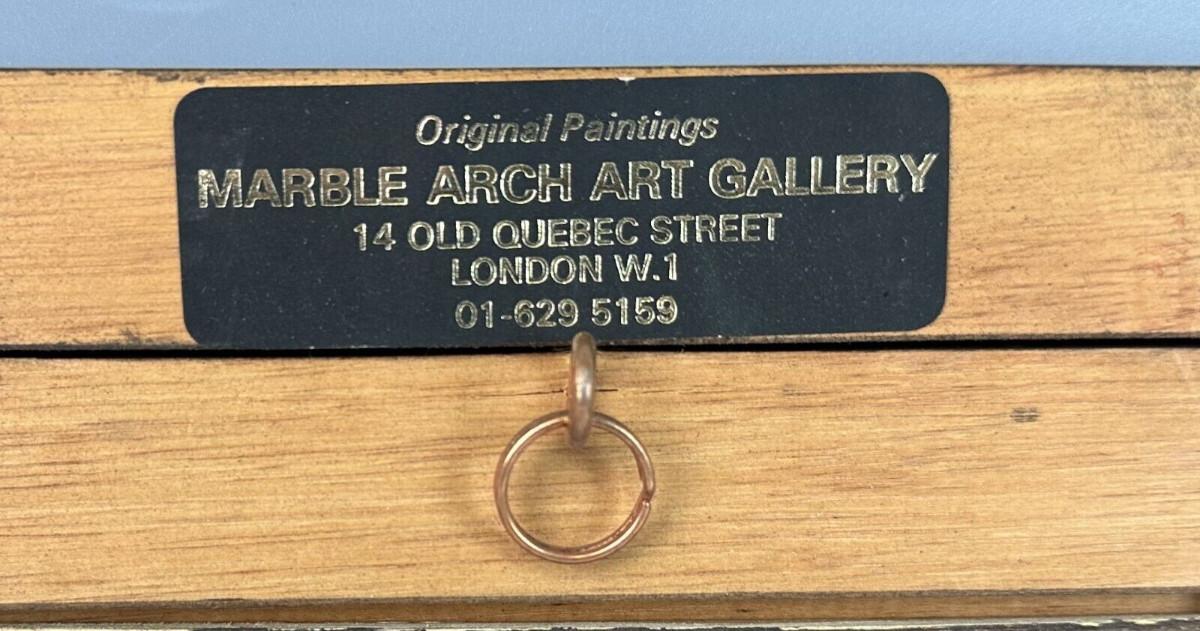 Original Paintings
MARBLE ARCH ART GALLERY
14 OLD QUEBEC STREET
LONDON W.1
01-629 5159